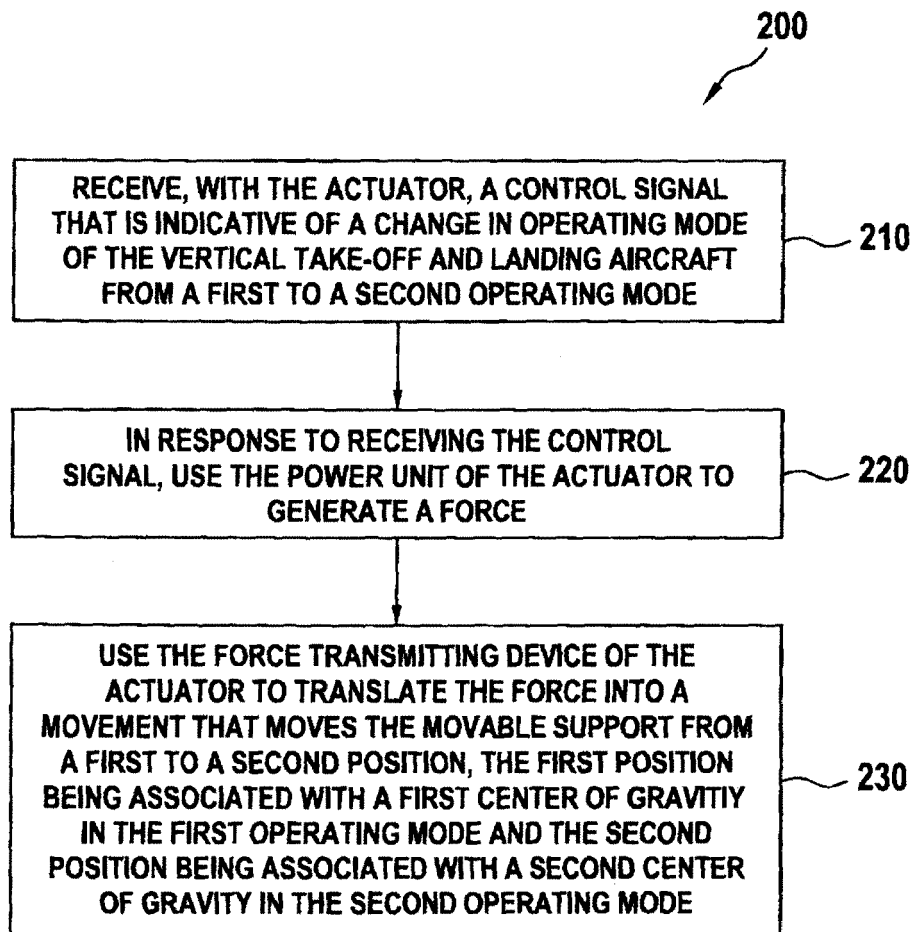 200
RECEIVE, WITH THE ACTUATOR, A CONTROL SIGNAL
THAT IS INDICATIVE OF A CHANGE IN OPERATING MODE
OF THE VERTICAL TAKE-OFF AND LANDING AIRCRAFT
FROM A FIRST TO A SECOND OPERATING MODE
210
IN RESPONSE TO RECEIVING THE CONTROL
SIGNAL, USE THE POWER UNIT OF THE ACTUATOR TO
GENERATE A FORCE
220
USE THE FORCE TRANSMITTING DEVICE OF THE
ACTUATOR TO TRANSLATE THE FORCE INTO A
MOVEMENT THAT MOVES THE MOVABLE SUPPORT FROM
A FIRST TO A SECOND POSITION, THE FIRST POSITION
BEING ASSOCIATED WITH A FIRST CENTER OF GRAVITIY
IN THE FIRST OPERATING MODE AND THE SECOND
POSITION BEING ASSOCIATED WITH A SECOND CENTER
OF GRAVITY IN THE SECOND OPERATING MODE
230